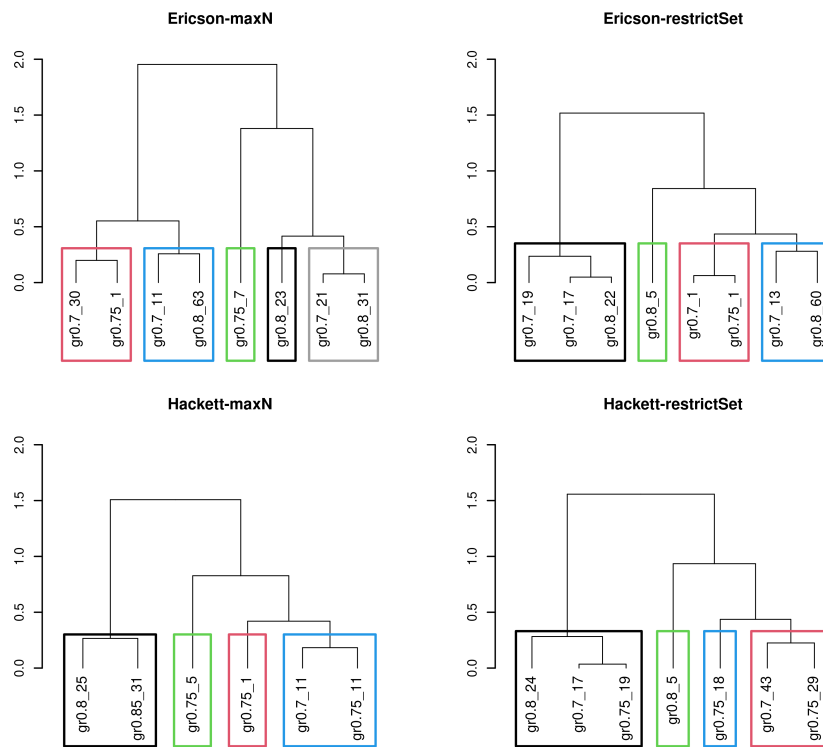 Ericson-maxN
2.0
1.5
1.0
0.5
0.0
gr0.7_30
gr0.75_1
gr0.7_11
gr0.8_63
gr0.75_7
gr0.8_23
gr0.7_21
gr0.8_31
Ericson-restrictSet
2.0
1.5
1.0
0.5
0.0
gr0.7_19
gr0.7_17
gr0.8_22
gr0.8_5
gr0.7_1
gr0.75_1
gr0.7_13
gr0.8_60
Hackett-maxN
2.0
1.5
1.0
0.5
0.0
gr0.8_25
gr0.85_31
gr0.75_5
gr0.75_1
gr0.7_11
gr0.75_11
Hackett-restrictSet
2.0
1.5
1.0
0.5
0.0
gr0.8_24
gr0.7_17
gr0.75_19
gr0.8_5
gr0.75_18
gr0.7_43
gr0.75_29